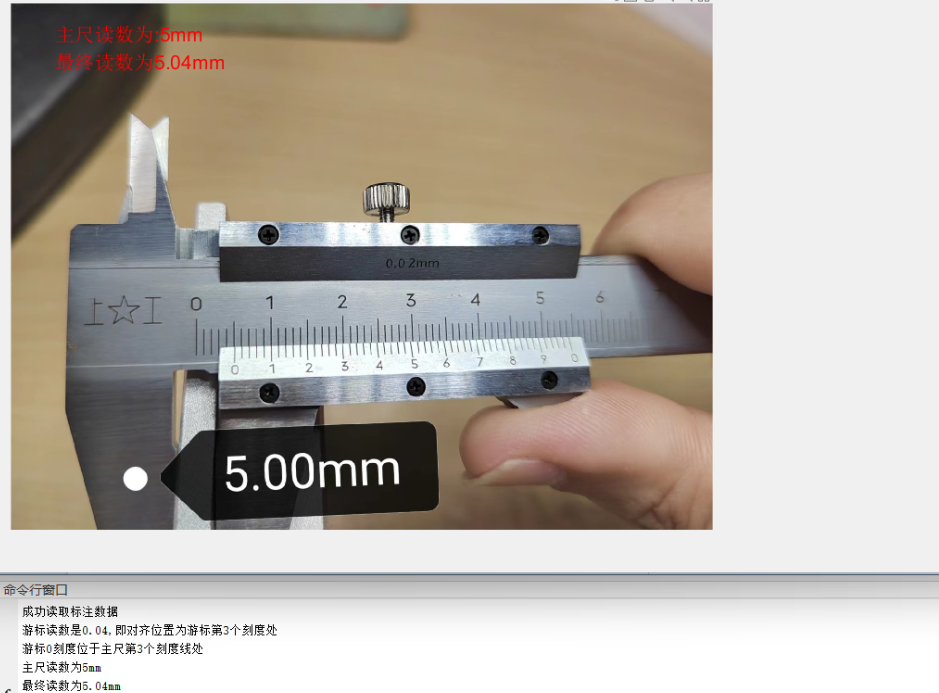 主尺读数为:5mm
最终读数为5.04mm
0.02mm
上☆工
0 1 2 3 4 5 6
0 1 2 3 4 5 6 7 8 9 0
5.00mm
命令行窗口
成功读取标注数据
游标读数是0.04,即对齐位置为游标第3个刻度处
游标0刻度位于主尺第3个刻度线处
主尺读数为5mm
最终读数为5.04mm